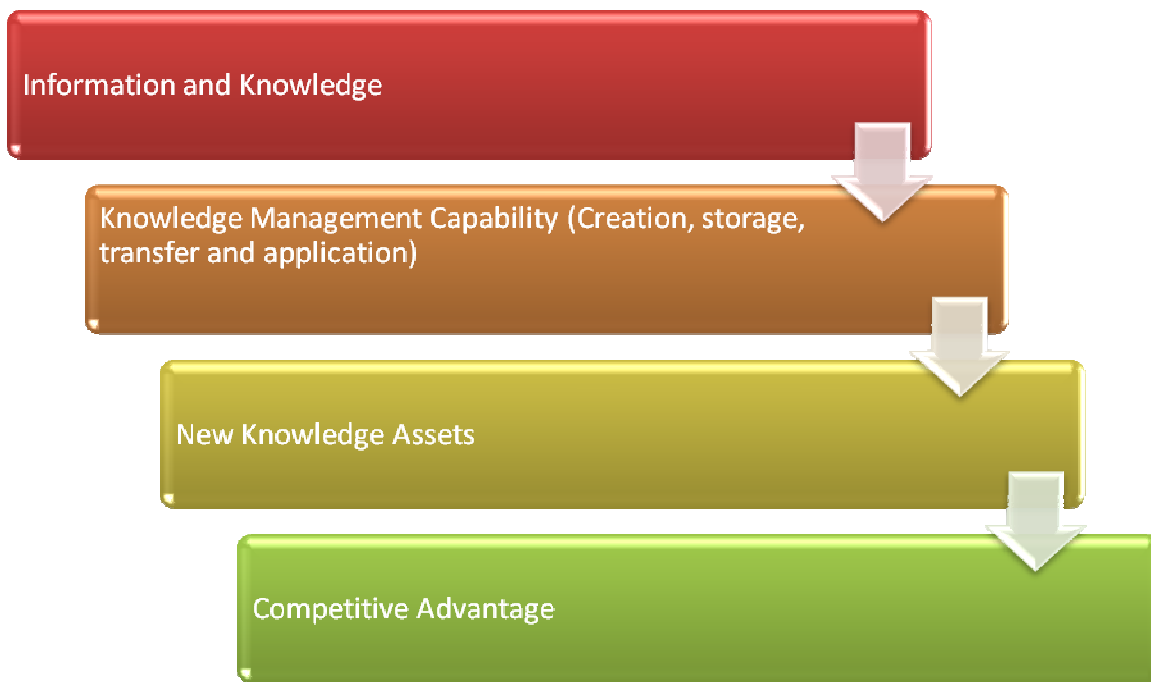 Information and Knowledge
Knowledge Management Capability (Creation, storage,
transfer and application)
New Knowledge Assets
Competitive Advantage